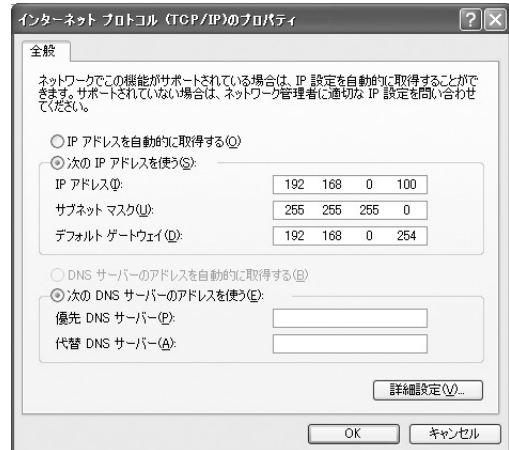 インターネット プロトコル (TCP/IP)のプロパティ
全般
ネットワークでこの機能がサポートされている場合は、IP 設定を自動的に取得することがで
きます。サポートされていない場合は、ネットワーク管理者に適切な IP 設定を問い合わせ
てください。
IP アドレスを自動的に取得する(O)
次の IP アドレスを使う(S):
IP アドレス(I): 192 168 0 100
サブネット マスク(U): 255 255 255 0
デフォルト ゲートウェイ(D): 192 168 0 254
DNS サーバーのアドレスを自動的に取得する(B)
次の DNS サーバーのアドレスを使う(E):
優先 DNS サーバー(P):
代替 DNS サーバー(A):
詳細設定(V)...
OK キャンセル